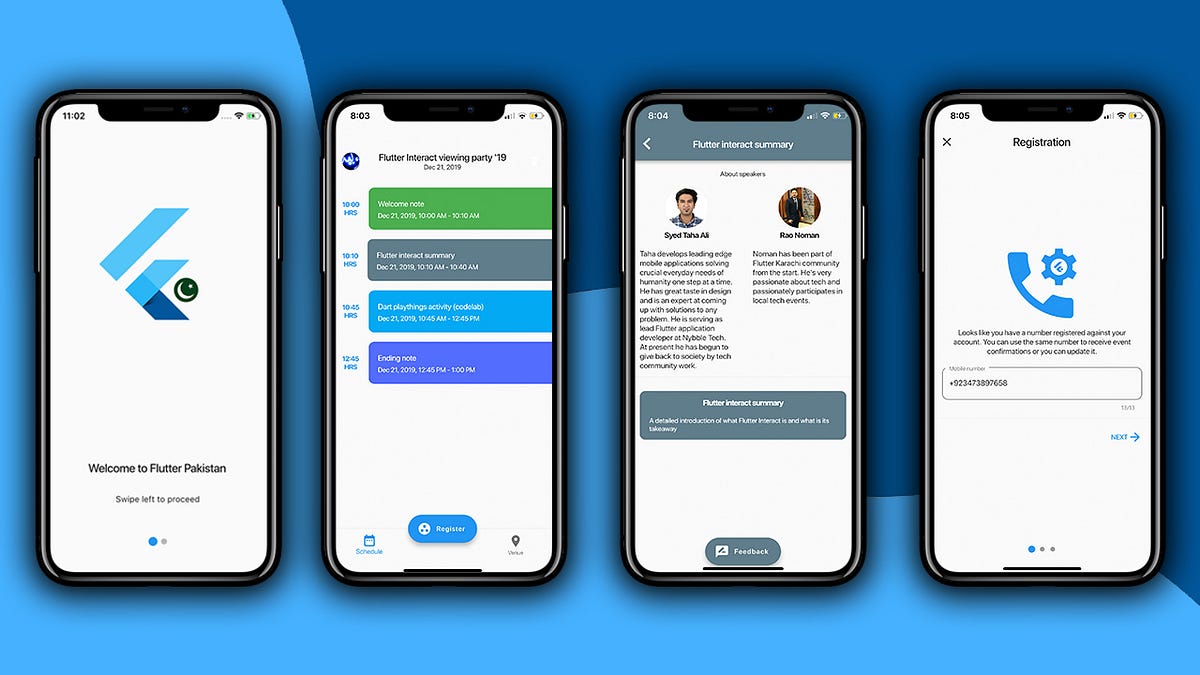 11:02
Welcome to Flutter Pakistan
Swipe left to proceed
8:03
Flutter Interact viewing party '19
Dec 21, 2019
10:00
HRS
Welcome note
Dec 21, 2019, 10:00 AM - 10:10 AM
10:10
HRS
Flutter interact summary
Dec 21, 2019, 10:10 AM - 10:40 AM
10:45
HRS
Dart playthings activity (codelab)
Dec 21, 2019, 10:45 AM - 12:45 PM
12:45
HRS
Ending note
Dec 21, 2019, 12:45 PM - 1:00 PM
Register
Schedule
Venue
8:04
Flutter interact summary
About speakers
Syed Taha Ali
Taha develops leading edge
mobile applications solving
crucial everyday needs of
humanity one step at a time.
He has great taste in design
and is an expert at coming
up with solutions to any
problem. He is serving as
lead Flutter application
developer at Nybble Tech.
At present he has begun to
give back to society by tech
community work.
Rao Noman
Noman has been part of
Flutter Karachi community
from the start. He's very
passionate about tech and
passionately participates in
local tech events.
Flutter interact summary
A detailed introduction of what Flutter Interact is and what is its
takeaway
Feedback
8:05
Registration
Looks like you have a number registered against your
account. You can use the same number to receive event
confirmations or you can update it.
Mobile number
+923473897658
13/13
NEXT